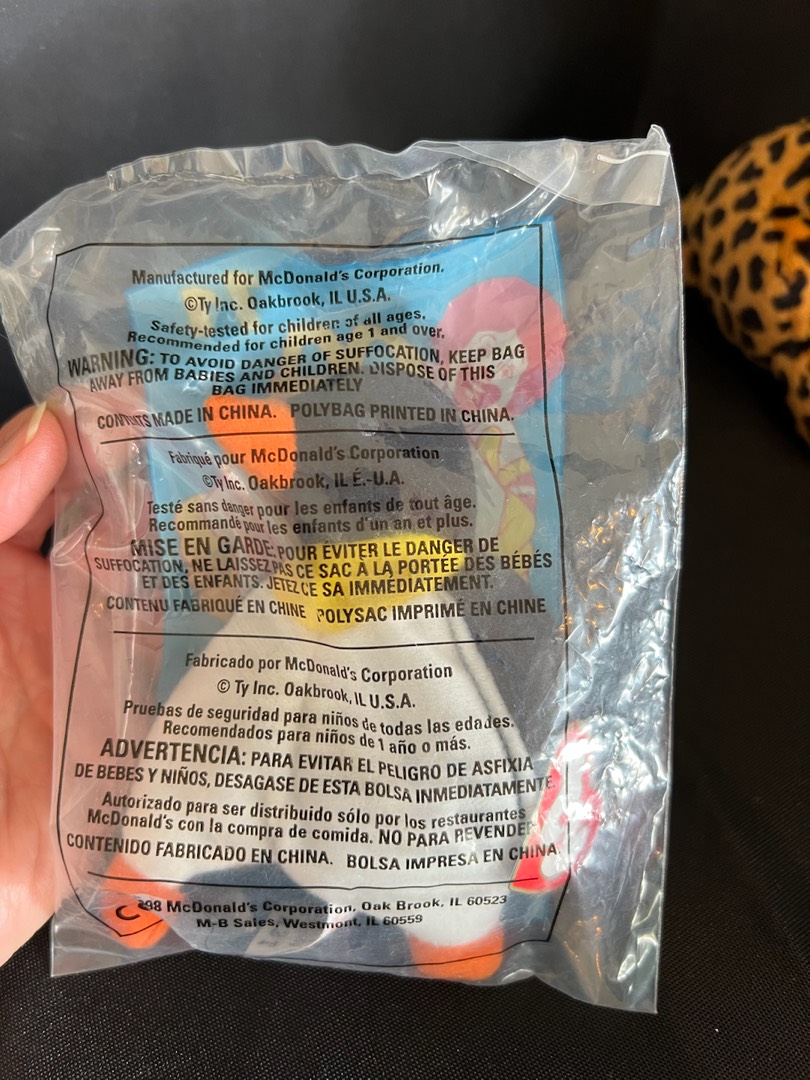 Manufactured for McDonald's Corporation.
©Ty Inc. Oakbrook, IL U.S.A.
Safety-tested for children of all ages.
Recommended for children age 1 and over.
WARNING: TO AVOID DANGER OF SUFFOCATION, KEEP BAG
AWAY FROM BABIES AND CHILDREN. DISPOSE OF THIS
BAG IMMEDIATELY
CONTENTS MADE IN CHINA. POLYBAG PRINTED IN CHINA.
Fabriqué pour McDonald's Corporation
©Ty Inc. Oakbrook, IL É.-U.A.
Testé sans danger pour les enfants de tout âge.
Recommandé pour les enfants d'un an et plus.
MISE EN GARDE: POUR ÉVITER LE DANGER DE
SUFFOCATION, NE LAISSEZ PAS CE SAC À LA PORTÉE DES BÉBÉS
ET DES ENFANTS. JETEZ CE SA IMMÉDIATEMENT.
CONTENU FABRIQUÉ EN CHINE POLYSAC IMPRIMÉ EN CHINE
Fabricado por McDonald's Corporation
© Ty Inc. Oakbrook, IL U.S.A.
Pruebas de seguridad para niños de todas las edades.
Recomendados para niños de 1 año o más.
ADVERTENCIA: PARA EVITAR EL PELIGRO DE ASFIXIA
DE BEBES Y NIÑOS, DESAGASE DE ESTA BOLSA INMEDIATAMENTE
Autorizado para ser distribuido sólo por los restaurantes
McDonald's con la compra de comida. NO PARA REVENDER
CONTENIDO FABRICADO EN CHINA. BOLSA IMPRESA EN CHINA
McDonald's Corporation, Oak Brook, IL 60523
M-B Sales, Westmont, IL 60559